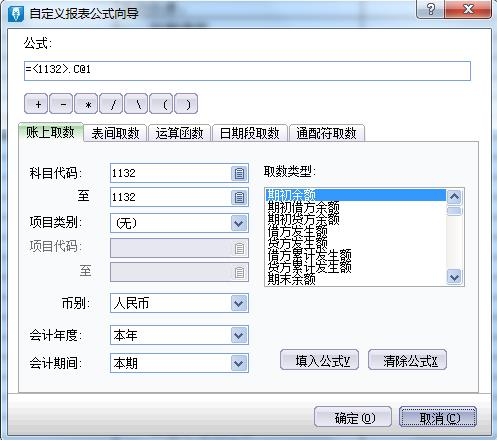 自定义报表公式向导
公式:
=<1132>.C@1
+ - * / \ ( )
账上取数 表间取数 运算函数 日期段取数 通配符取数
科目代码: 1132
至 1132
项目类别: (无)
项目代码:
至
币别: 人民币
会计年度: 本年
会计期间: 本期
取数类型:
期初余额
期初借方余额
期初贷方余额
借方发生额
贷方发生额
借方累计发生额
贷方累计发生额
期末余额
填入公式V 清除公式X
确定(O) 取消(C)